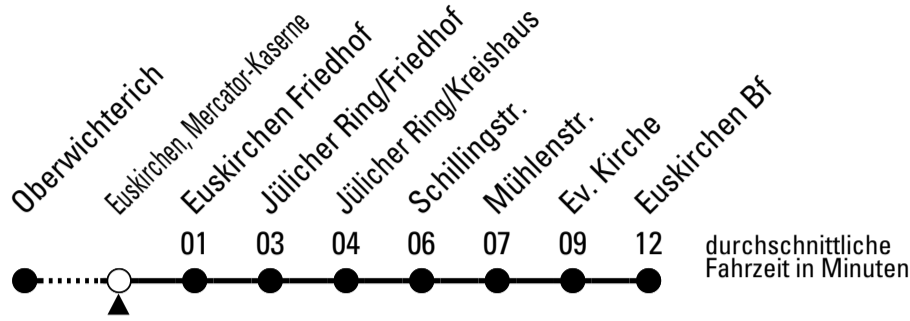 Oberwichterich
Euskirchen, Mercator-Kaserne
Euskirchen Friedhof
Jülicher Ring/Friedhof
Jülicher Ring/Kreishaus
Schillingstr.
Mühlenstr.
Ev. Kirche
Euskirchen Bf
01 03 04 06 07 09 12
durchschnittliche
Fahrzeit in Minuten